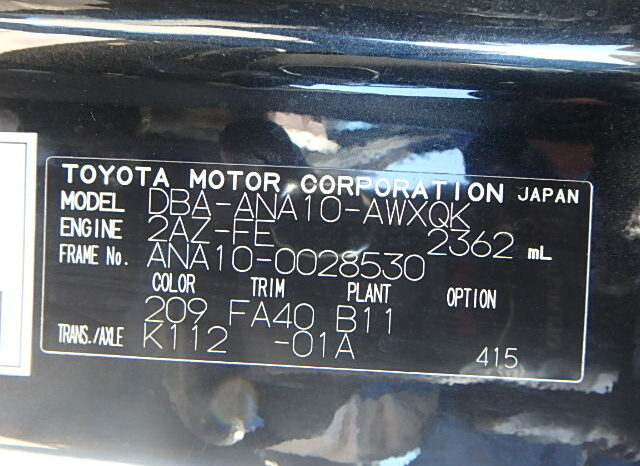 TOYOTA MOTOR CORPORATION JAPAN
MODEL DBA-ANA10-AWXQK
ENGINE 2AZ-FE 2362 mL
FRAME No. ANA10-0028530
COLOR TRIM PLANT OPTION
209 FA40 B11
TRANS./AXLE K112 -01A 415